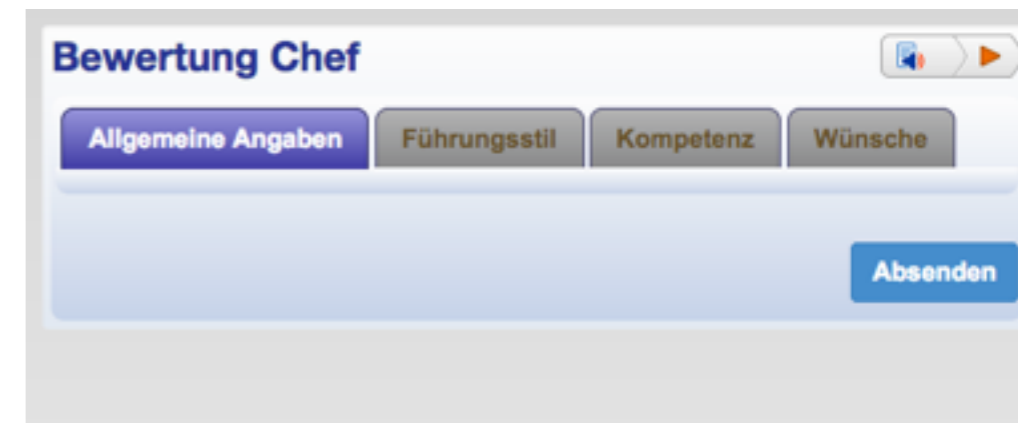 Bewertung Chef
Allgemeine Angaben Führungsstil Kompetenz Wünsche
Absenden